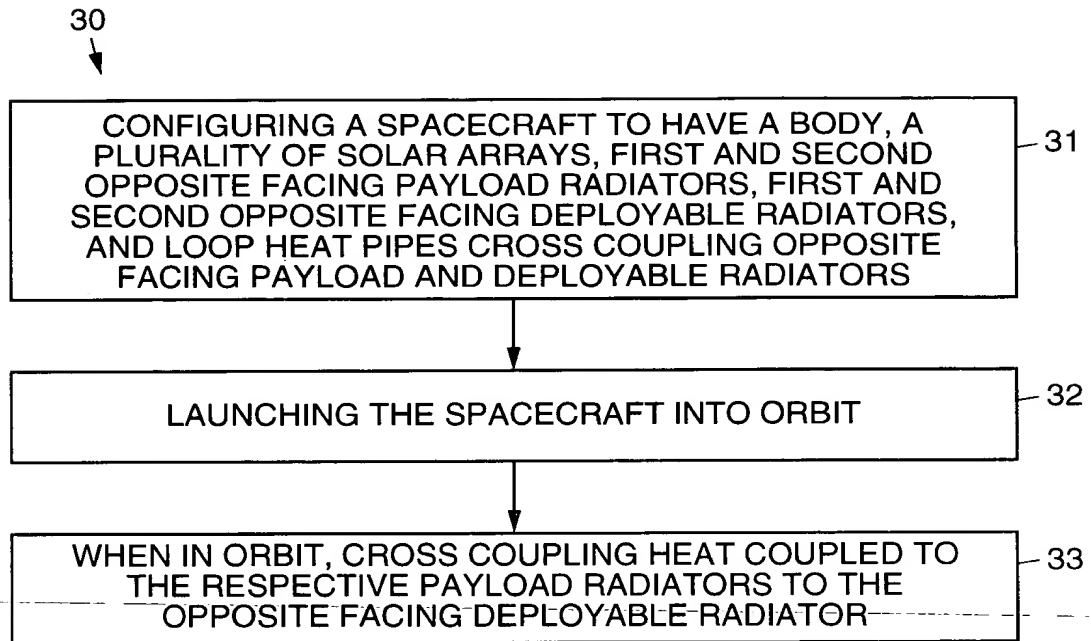 30
CONFIGURING A SPACECRAFT TO HAVE A BODY, A
PLURALITY OF SOLAR ARRAYS, FIRST AND SECOND
OPPOSITE FACING PAYLOAD RADIATORS, FIRST AND
SECOND OPPOSITE FACING DEPLOYABLE RADIATORS,
AND LOOP HEAT PIPES CROSS COUPLING OPPOSITE
FACING PAYLOAD AND DEPLOYABLE RADIATORS
31
LAUNCHING THE SPACECRAFT INTO ORBIT
32
WHEN IN ORBIT, CROSS COUPLING HEAT COUPLED TO
THE RESPECTIVE PAYLOAD RADIATORS TO THE
OPPOSITE FACING DEPLOYABLE RADIATOR
33